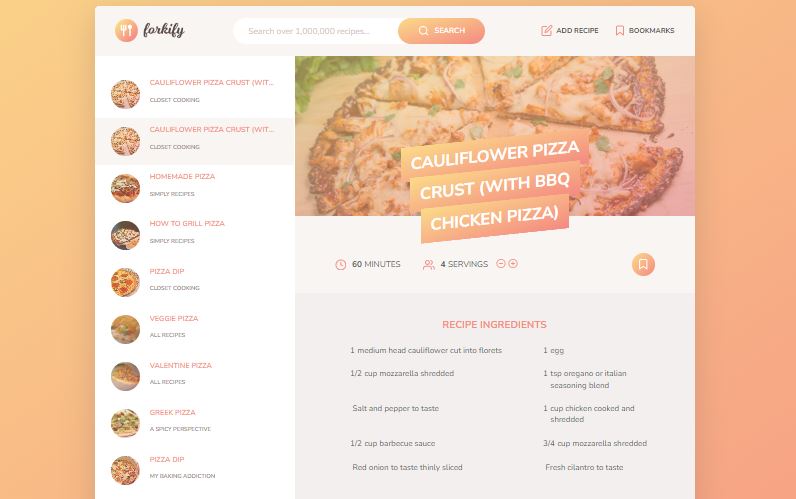 forkify
Search over 1,000,000 recipes...
SEARCH
ADD RECIPE
BOOKMARKS
CAULIFLOWER PIZZA CRUST (WIT...
CLOSET COOKING
CAULIFLOWER PIZZA CRUST (WIT...
CLOSET COOKING
HOMEMADE PIZZA
SIMPLY RECIPES
HOW TO GRILL PIZZA
SIMPLY RECIPES
PIZZA DIP
CLOSET COOKING
VEGGIE PIZZA
ALL RECIPES
VALENTINE PIZZA
ALL RECIPES
GREEK PIZZA
A SPICY PERSPECTIVE
PIZZA DIP
MY BAKING ADDICTION
CAULIFLOWER PIZZA
CRUST (WITH BBQ
CHICKEN PIZZA)
60 MINUTES
4 SERVINGS
RECIPE INGREDIENTS
1 medium head cauliflower cut into florets
1 egg
1/2 cup mozzarella shredded
1 tsp oregano or italian
seasoning blend
Salt and pepper to taste
1 cup chicken cooked and
shredded
1/2 cup barbecue sauce
3/4 cup mozzarella shredded
Red onion to taste thinly sliced
Fresh cilantro to taste